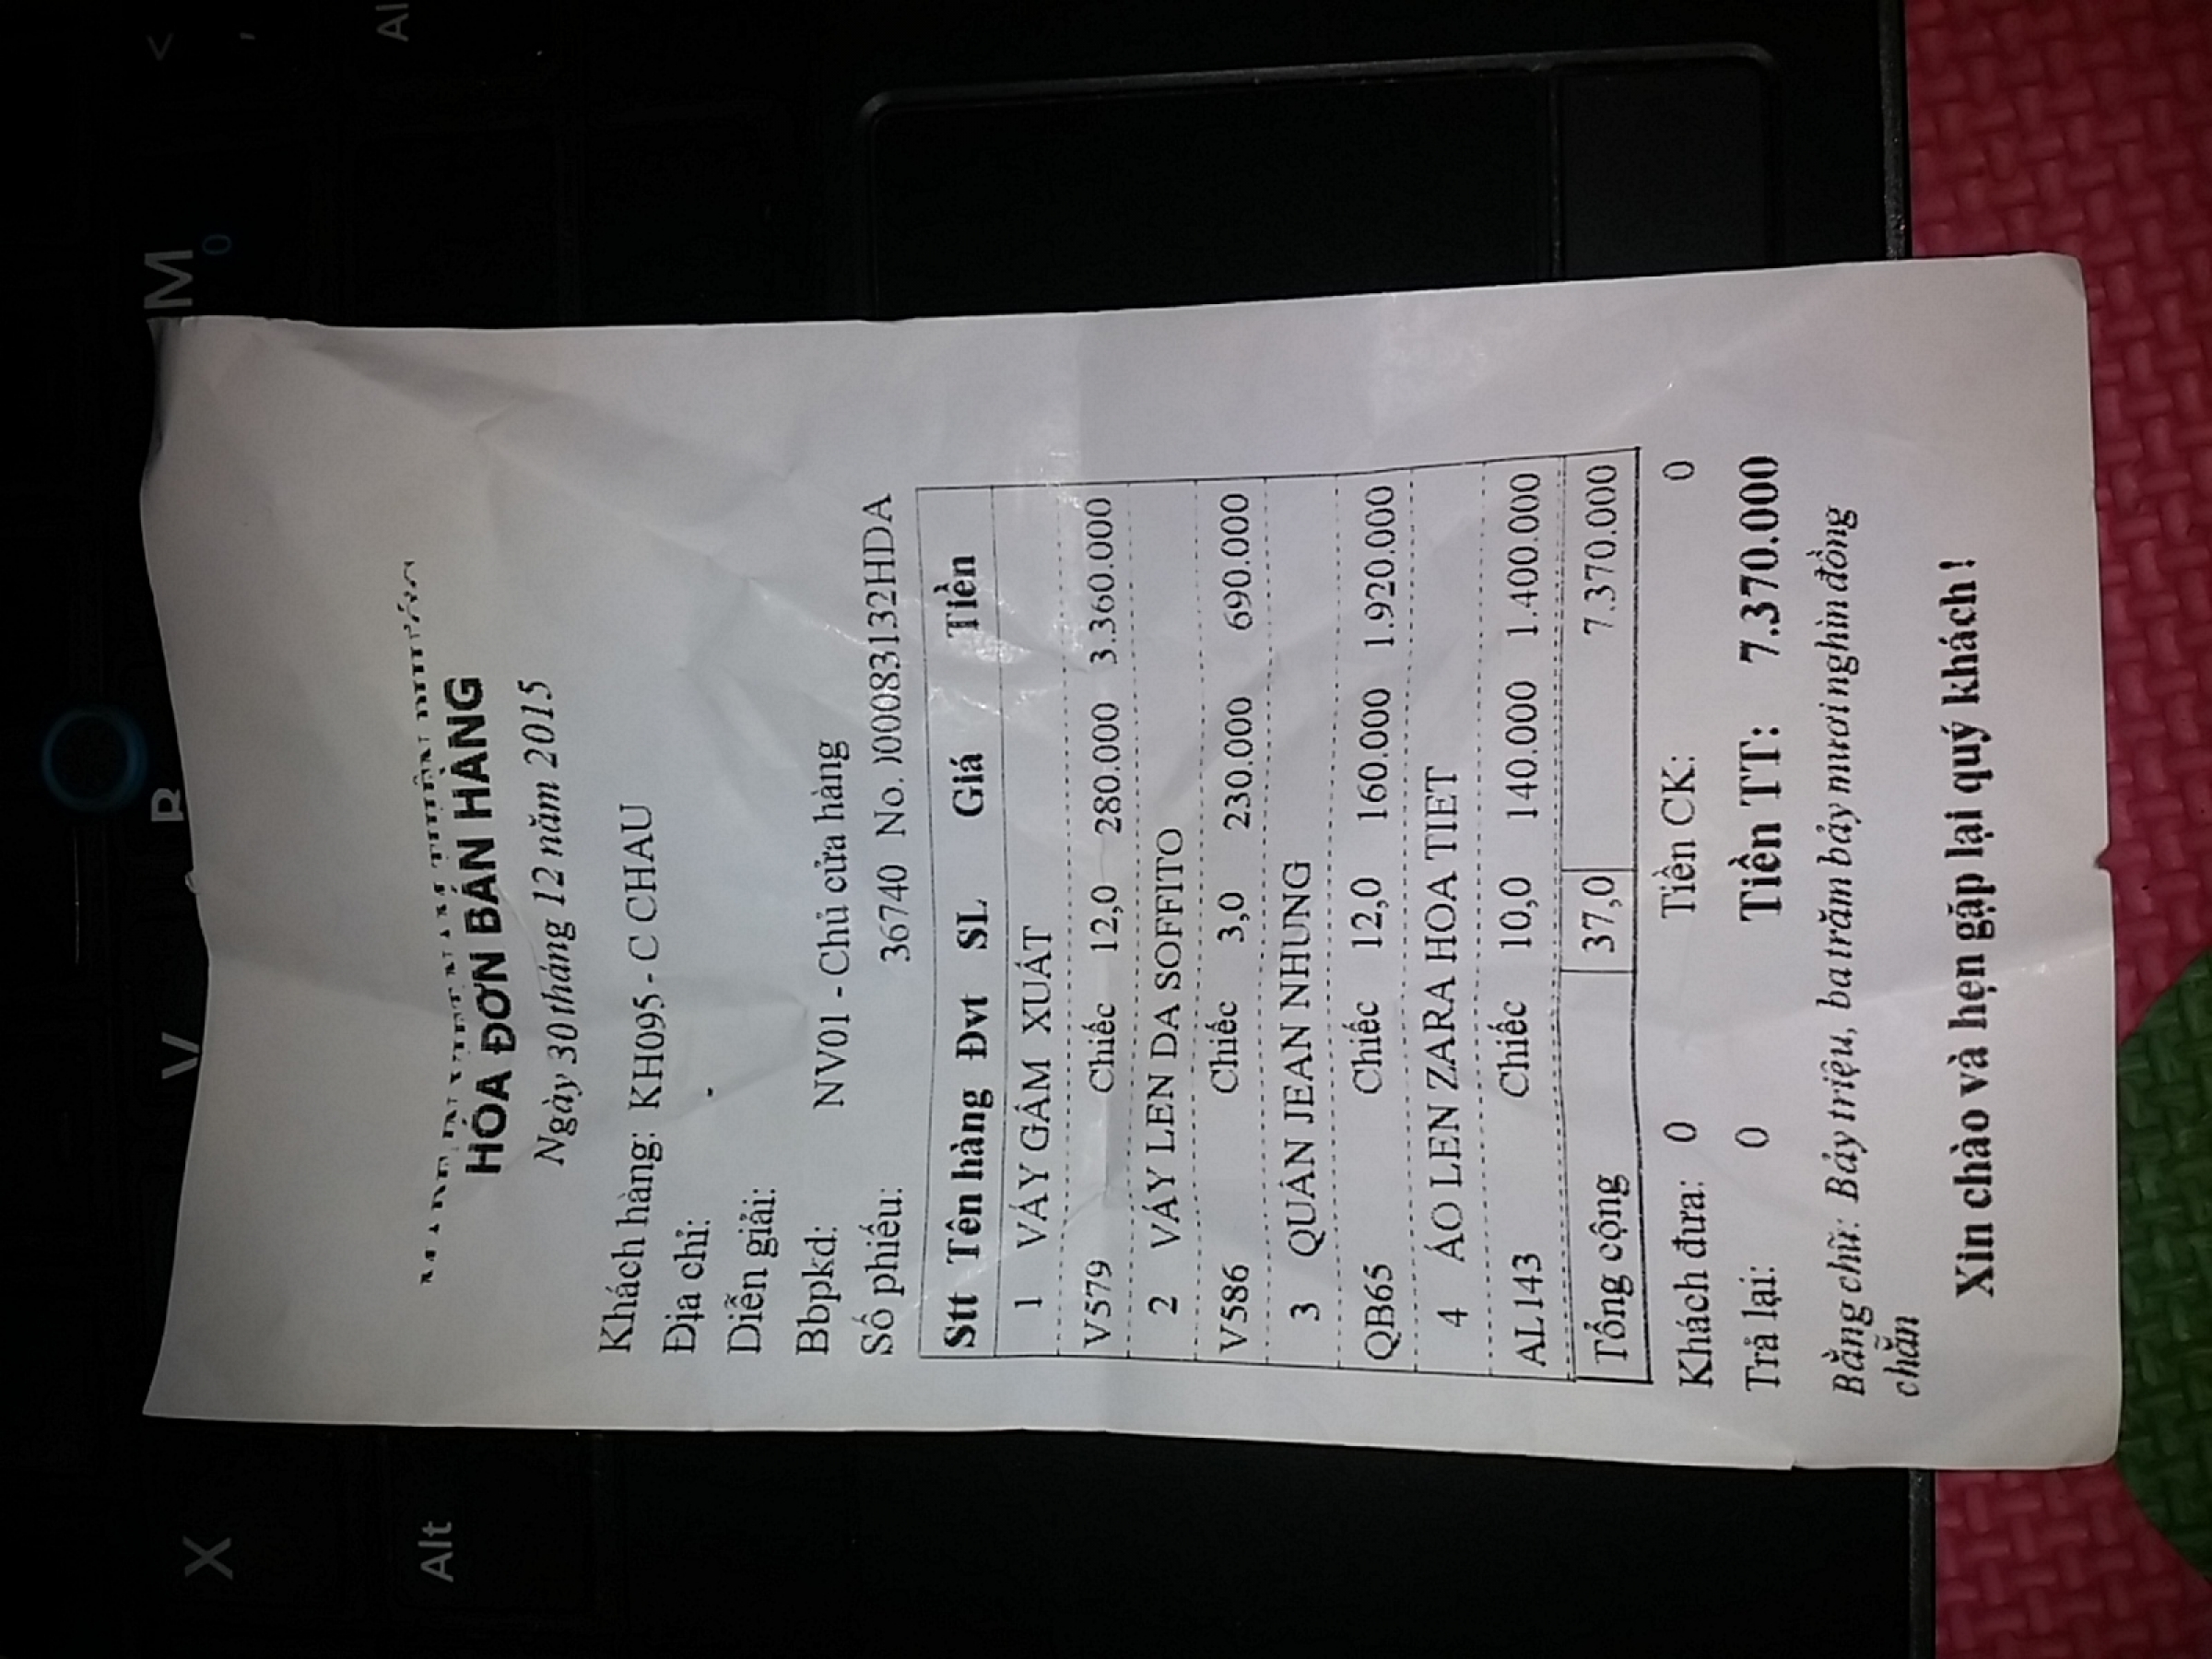 HÓA ĐƠN BÁN HÀNG
Ngày 30 tháng 12 năm 2015
Khách hàng: KH095 - C CHAU
Địa chỉ: -
Diễn giải:
Bbpkd: NV01 - Chủ cửa hàng
Số phiếu: 36740 No. )00083132HDA
Stt Tên hàng Đvt SL Giá Tiền
1 VÁY GẤM XUẤT
V579 Chiếc 12,0 280.000 3.360.000
2 VÁY LEN DA SOFFITO
V586 Chiếc 3,0 230.000 690.000
3 QUẦN JEAN NHUNG
QB65 Chiếc 12,0 160.000 1.920.000
4 ÁO LEN ZARA HOA TIET
AL143 Chiếc 10,0 140.000 1.400.000
Tổng cộng 37,0 7.370.000
Khách đưa: 0 Tiền CK: 0
Trả lại: 0 Tiền TT: 7.370.000
Bằng chữ: Bảy triệu, ba trăm bảy mươi nghìn đồng
chẵn
Xin chào và hẹn gặp lại quý khách!
X
V
B
M
0
<
,
Alt
Al